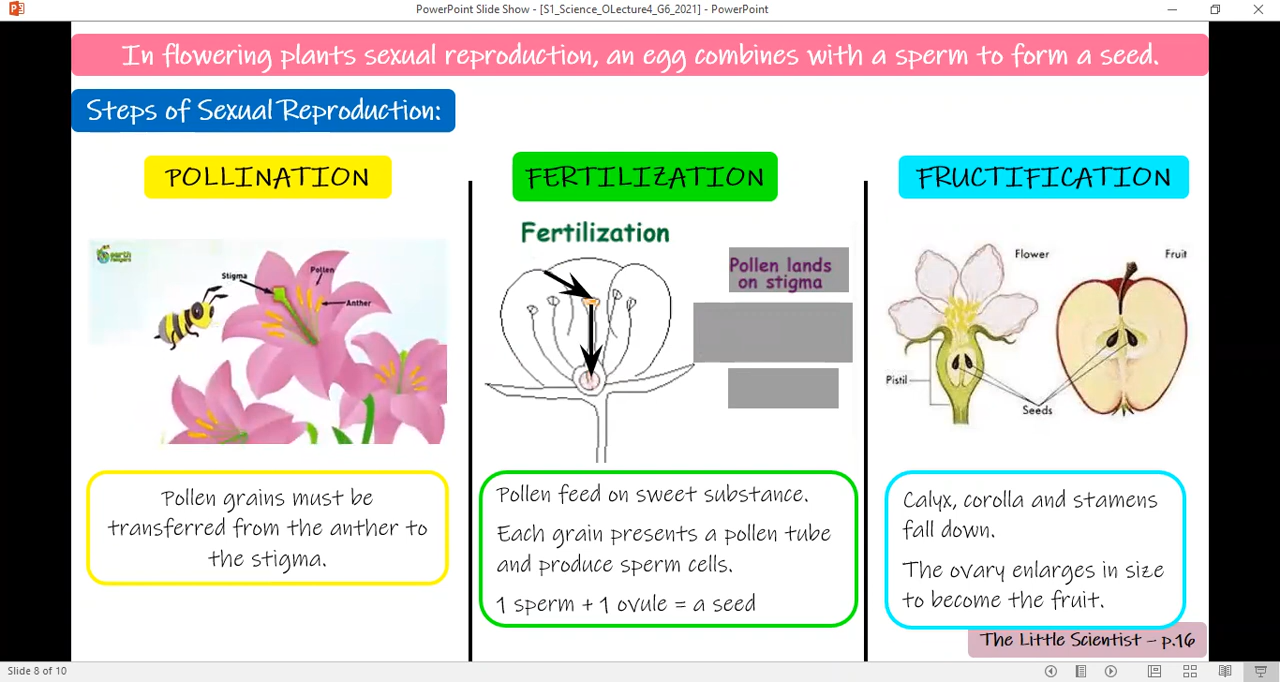 PowerPoint Slide Show - [S1_Science_OLecture4_G6_2021] - PowerPoint
In flowering plants sexual reproduction, an egg combines with a sperm to form a seed.
Steps of Sexual Reproduction:
POLLINATION
earth
Stigma
Pollen
Anther
Pollen grains must be
transferred from the anther to
the stigma.
FERTILIZATION
Fertilization
Pollen lands
on stigma
Pollen feed on sweet substance.
Each grain presents a pollen tube
and produce sperm cells.
1 sperm + 1 ovule = a seed
FRUCTIFICATION
Flower
Fruit
Pistil
Seeds
Calyx, corolla and stamens
fall down.
The ovary enlarges in size
to become the fruit.
The Little Scientist - p.16
Slide 8 of 10